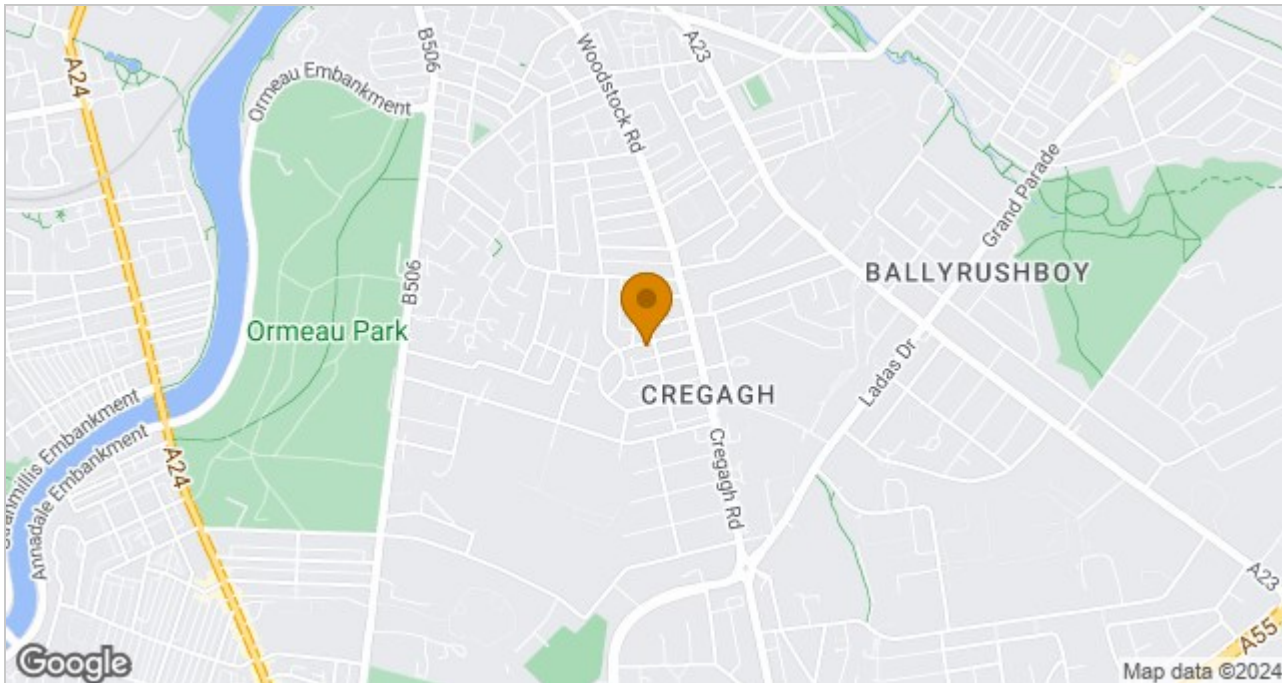 A24
B506
Ormeau Embankment
Woodstock Rd
A23
Grand Parade
BALLYRUSHBOY
B506
Ormeau Park
CREGAGH
Ladas Dr
Cregagh Rd
Embankment
Annadale Embankment
A24
A23
A55
Google
Map data ©2024